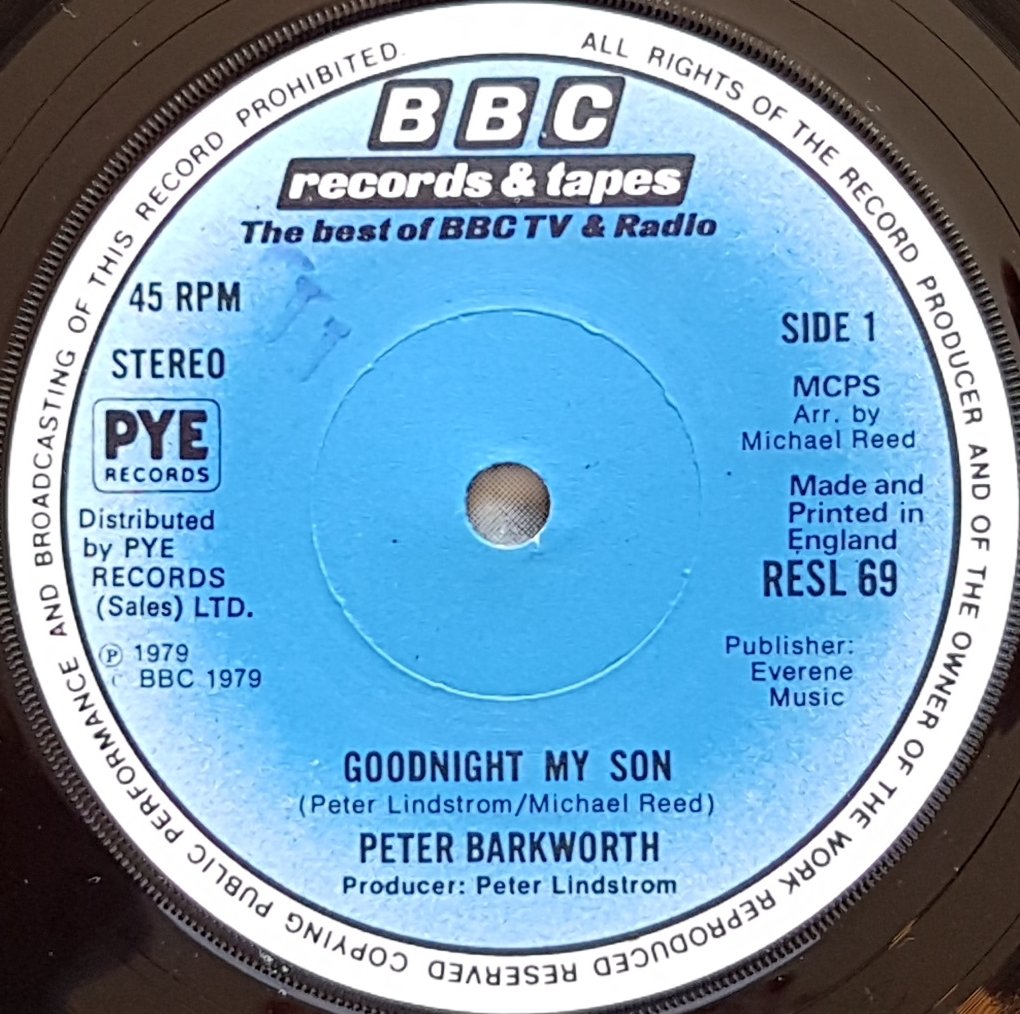 ALL RIGHTS OF THE RECORD PRODUCER AND OF THE OWNER OF THE WORK REPRODUCED RESERVED COPYING PUBLIC PERFORMANCE AND BROADCASTING OF THIS RECORD PROHIBITED.
BBC
records & tapes
The best of BBC TV & Radio
45 RPM
STEREO
PYE
RECORDS
Distributed
by PYE
RECORDS
(Sales) LTD.
℗ 1979
BBC 1979
SIDE 1
MCPS
Arr. by
Michael Reed
Made and
Printed in
England
RESL 69
Publisher:
Everene
Music
GOODNIGHT MY SON
(Peter Lindstrom/Michael Reed)
PETER BARKWORTH
Producer: Peter Lindstrom